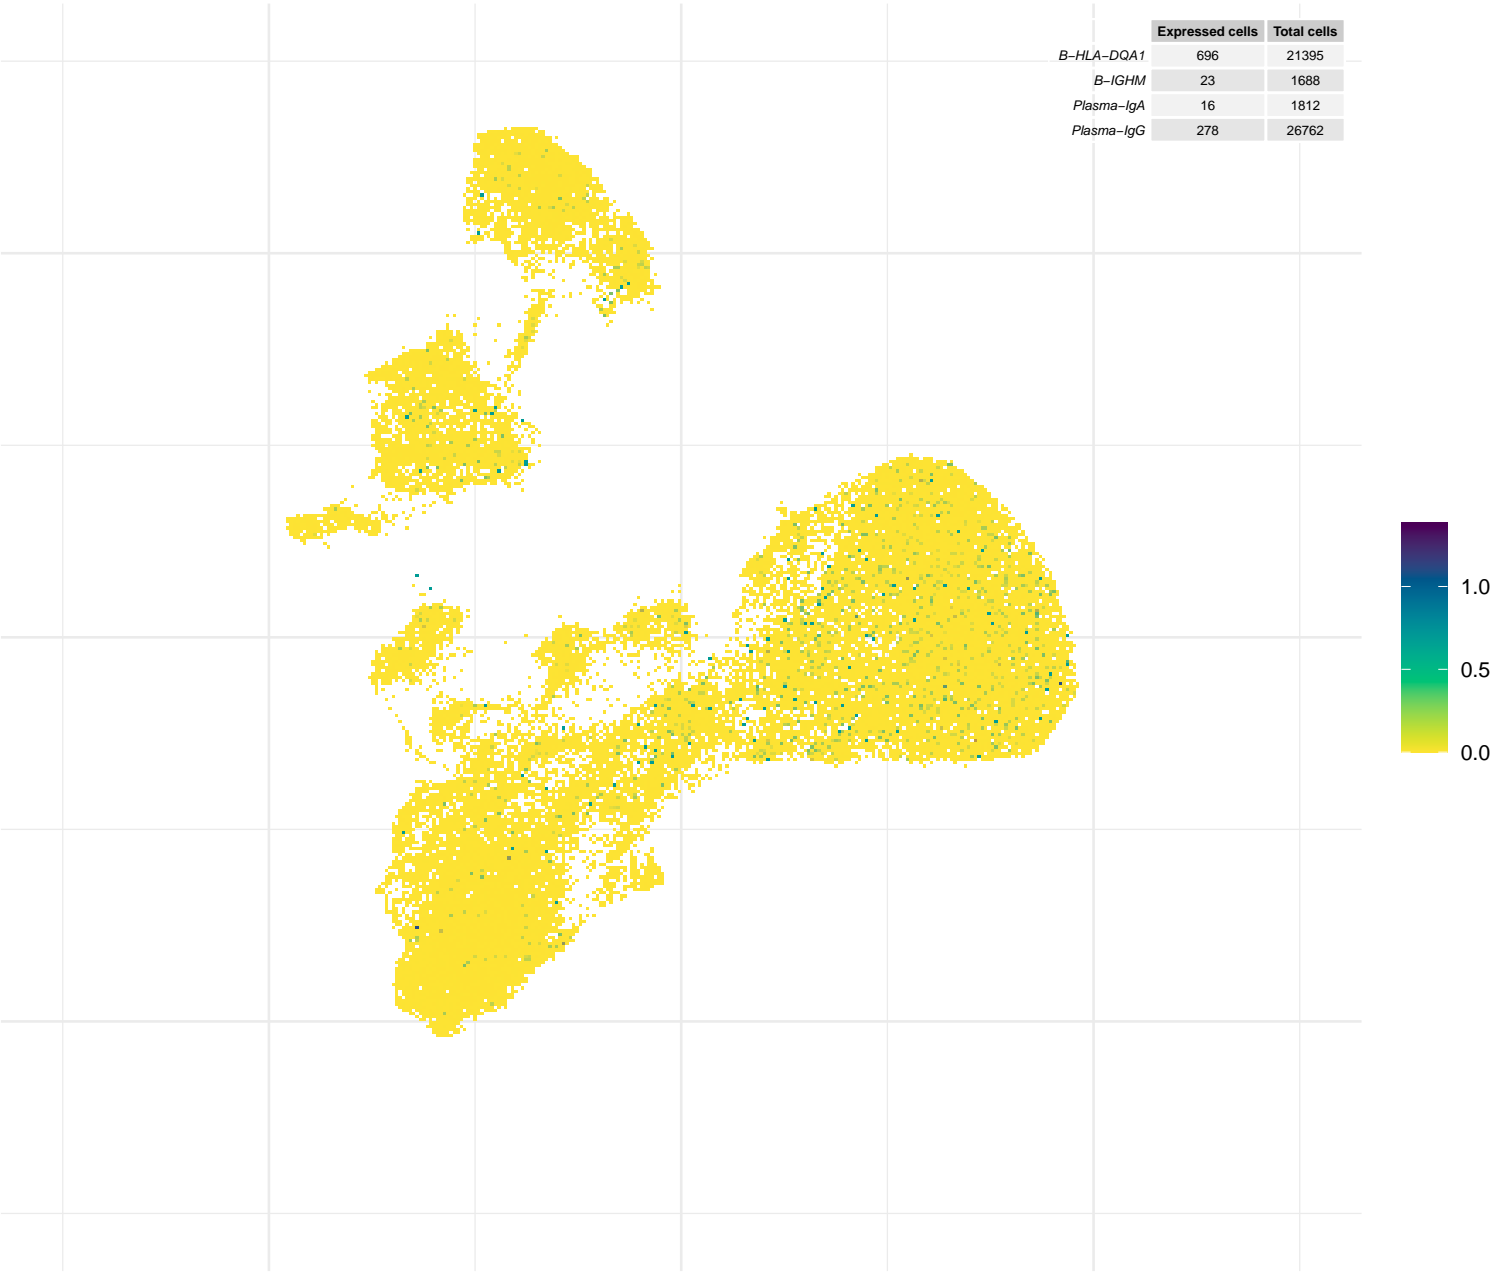 Expressed cells Total cells
B−HLA−DQA1 696 21395
B−IGHM 23 1688
Plasma−IgA 16 1812
Plasma−IgG 278 26762
1.0
0.5
0.0